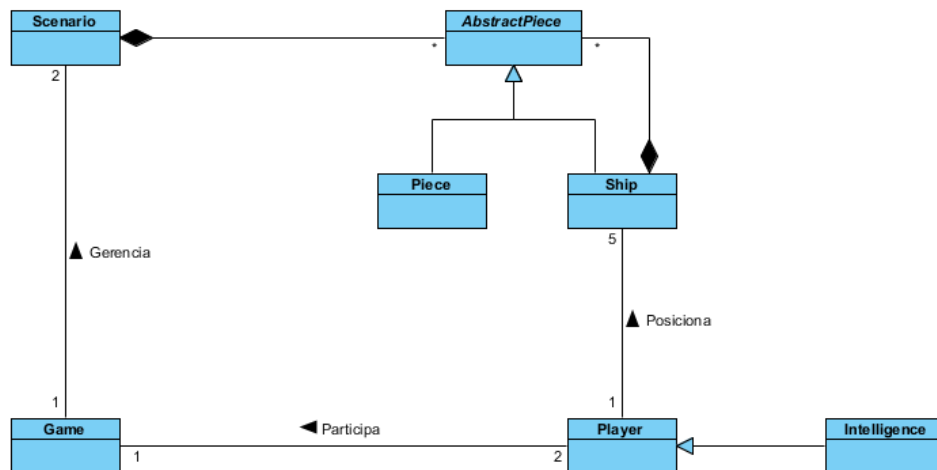 Scenario
AbstractPiece
*
*
2
Piece
Ship
5
Gerencia
Posiciona
1
1
Game
Participa
Player
Intelligence
1
2